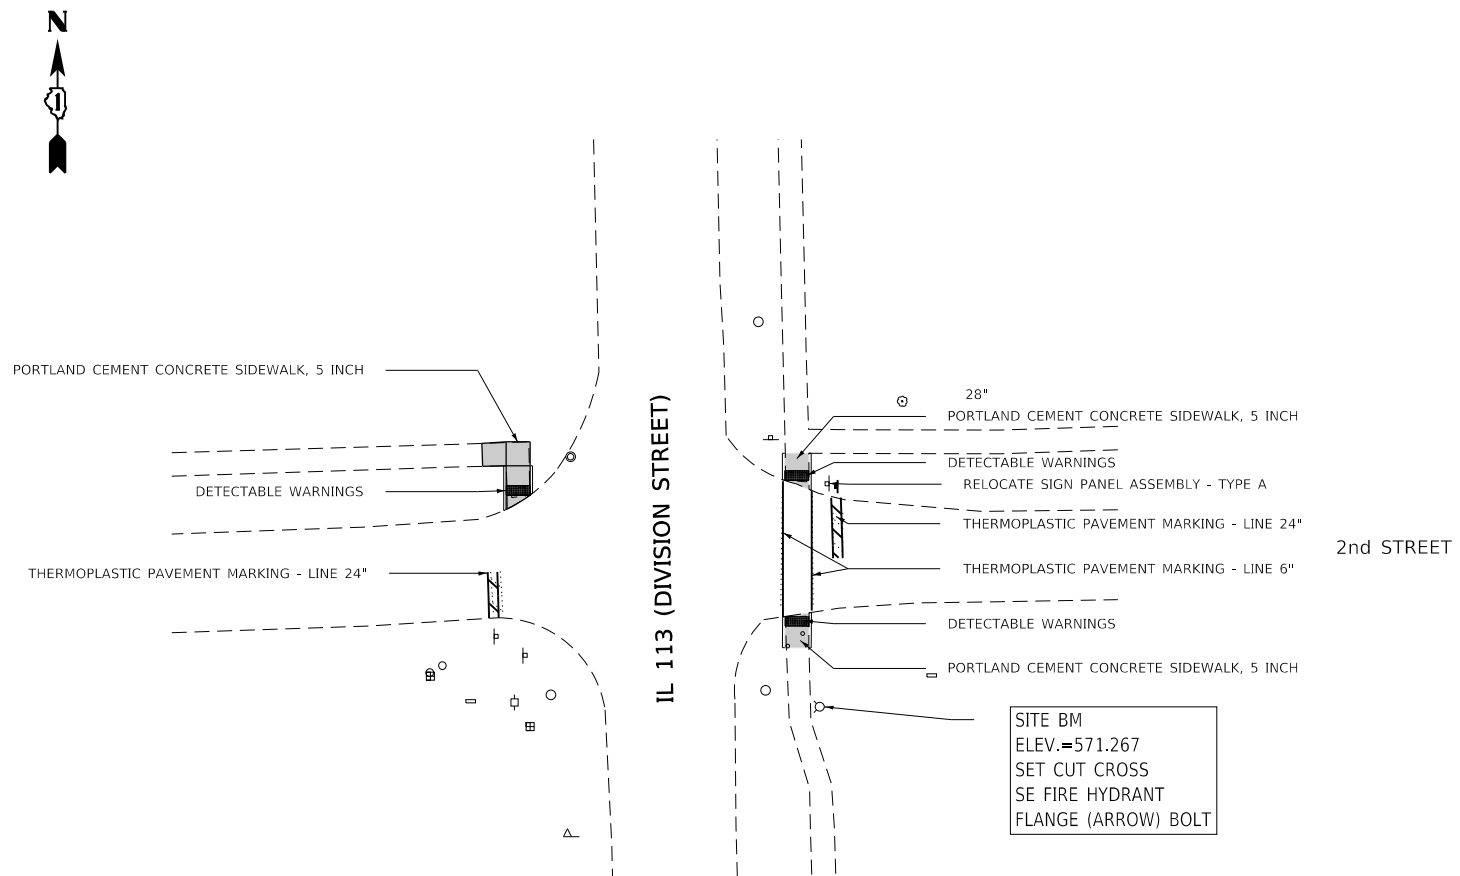 N
1
PORTLAND CEMENT CONCRETE SIDEWALK, 5 INCH
28"
PORTLAND CEMENT CONCRETE SIDEWALK, 5 INCH
DETECTABLE WARNINGS
RELOCATE SIGN PANEL ASSEMBLY - TYPE A
DETECTABLE WARNINGS
THERMOPLASTIC PAVEMENT MARKING - LINE 24"
2nd STREET
IL 113 (DIVISION STREET)
THERMOPLASTIC PAVEMENT MARKING - LINE 6"
THERMOPLASTIC PAVEMENT MARKING - LINE 24"
DETECTABLE WARNINGS
PORTLAND CEMENT CONCRETE SIDEWALK, 5 INCH
SITE BM
ELEV.=571.267
SET CUT CROSS
SE FIRE HYDRANT
FLANGE (ARROW) BOLT